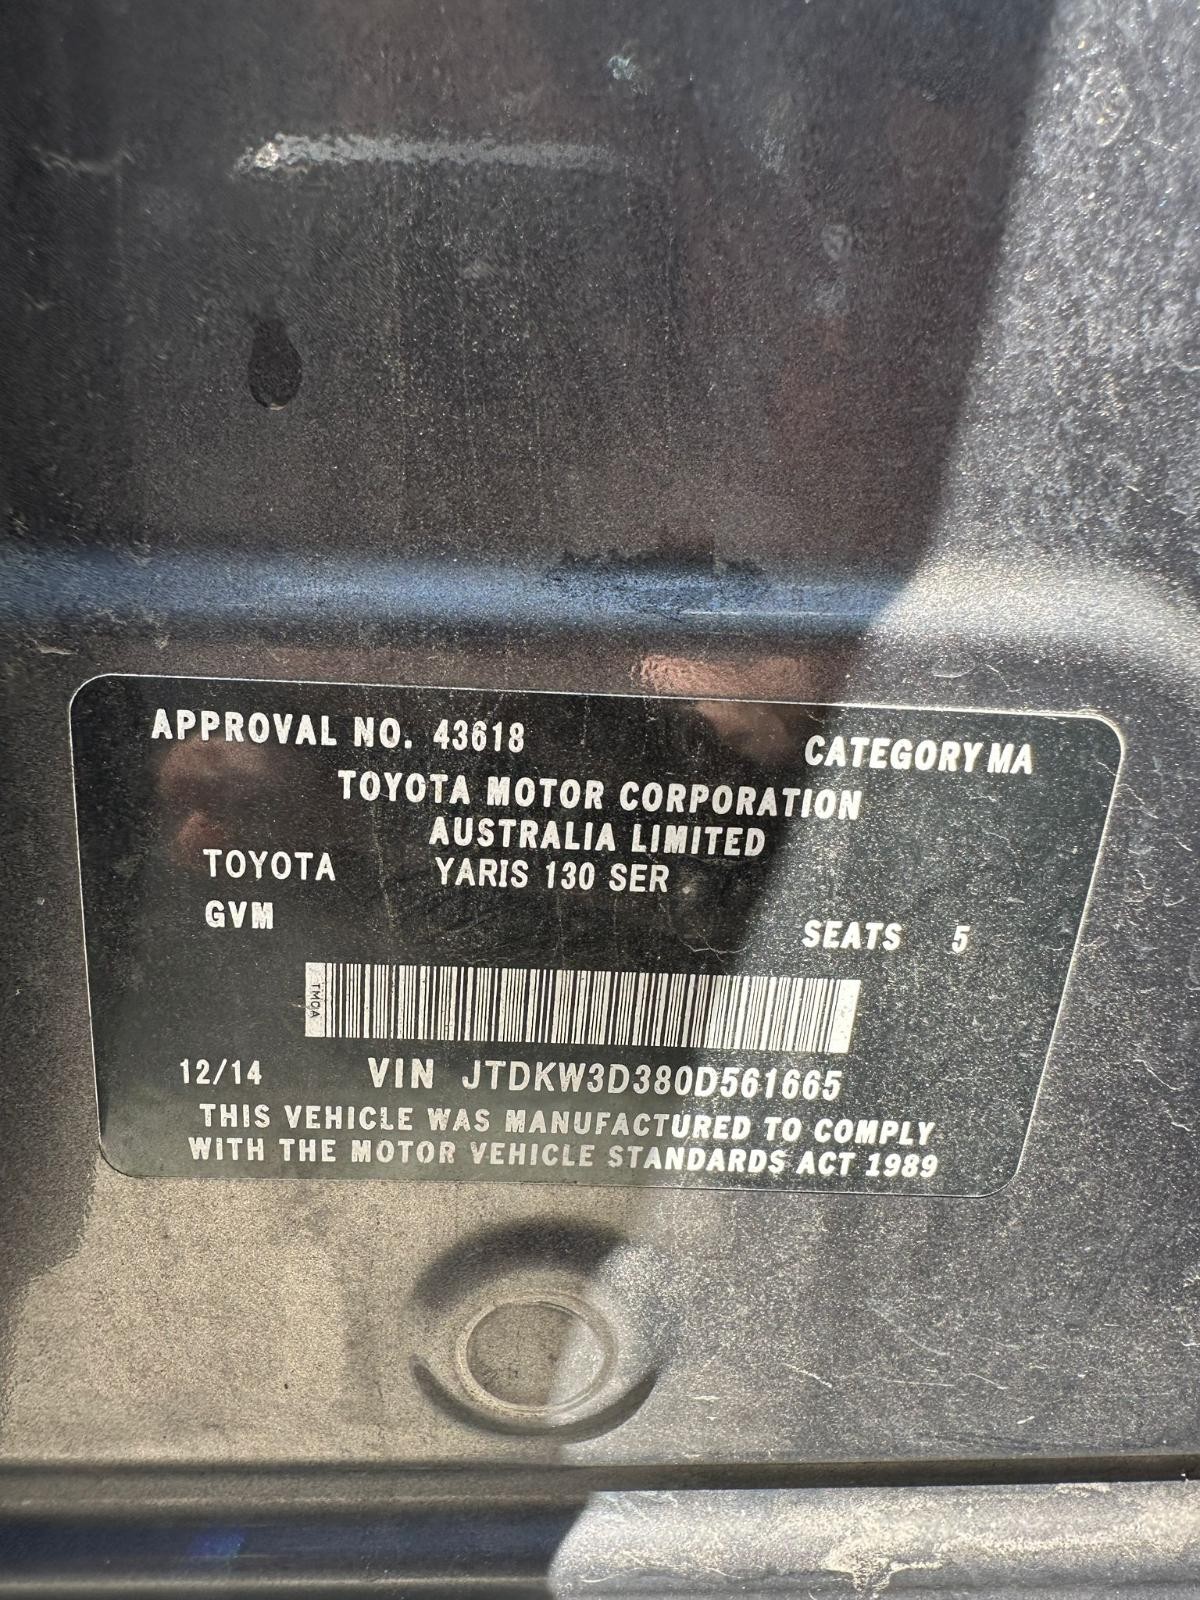 APPROVAL NO. 43618 CATEGORY MA
TOYOTA MOTOR CORPORATION
AUSTRALIA LIMITED
TOYOTA YARIS 130 SER
GVM SEATS 5
TMCA
12/14 VIN JTDKW3D380D561665
THIS VEHICLE WAS MANUFACTURED TO COMPLY
WITH THE MOTOR VEHICLE STANDARDS ACT 1989